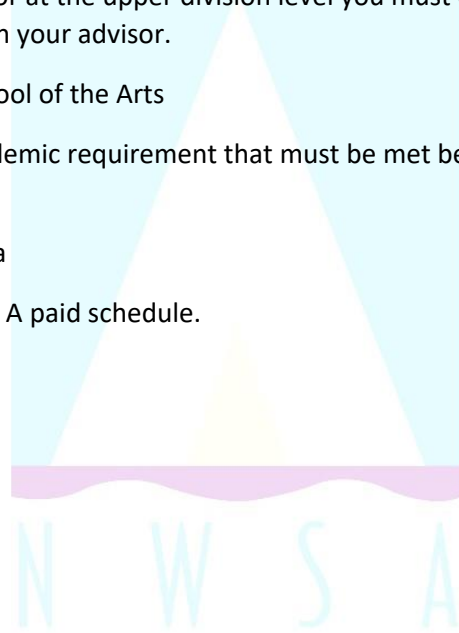 or at the upper division level you must
n your advisor.
ool of the Arts
demic requirement that must be met be
a
A paid schedule.
N W S A